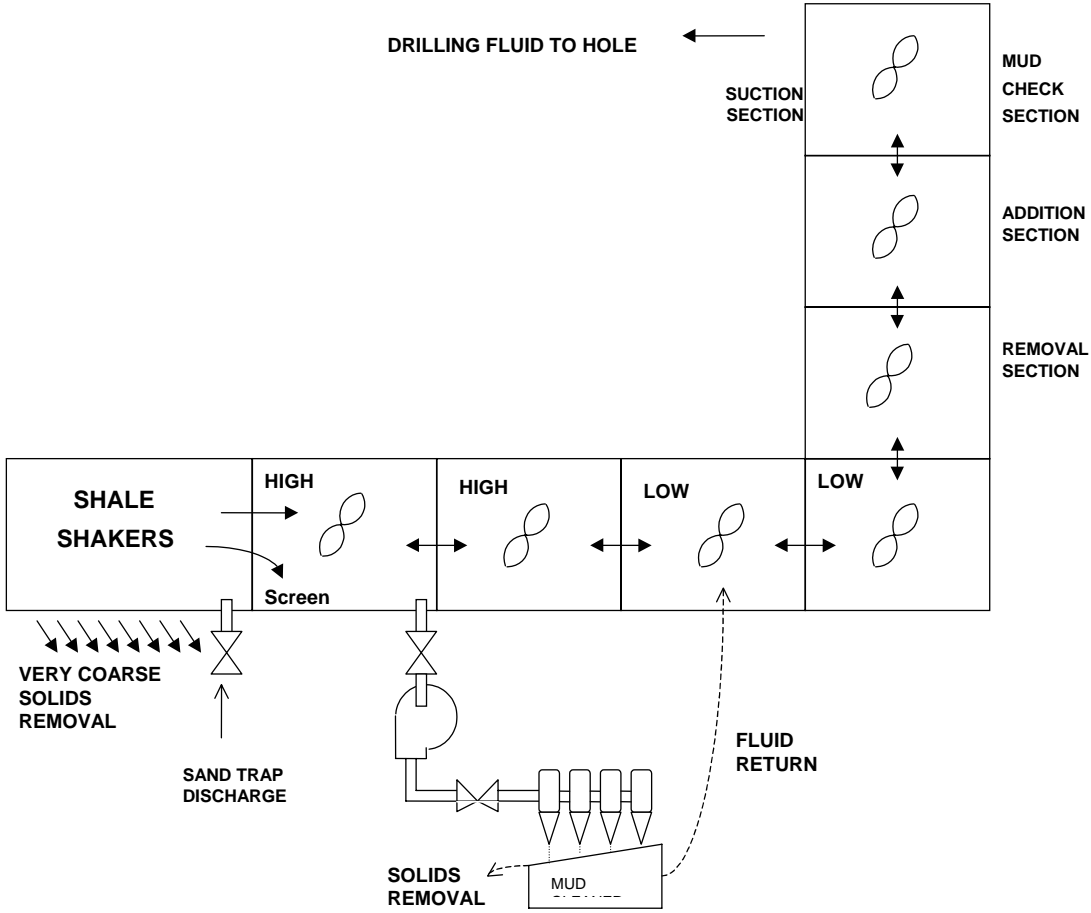 DRILLING FLUID TO HOLE
SUCTION
SECTION
MUD
CHECK
SECTION
ADDITION
SECTION
REMOVAL
SECTION
SHALE
SHAKERS
HIGH
HIGH
LOW
LOW
Screen
VERY COARSE
SOLIDS
REMOVAL
SAND TRAP
DISCHARGE
FLUID
RETURN
SOLIDS
REMOVAL
MUD